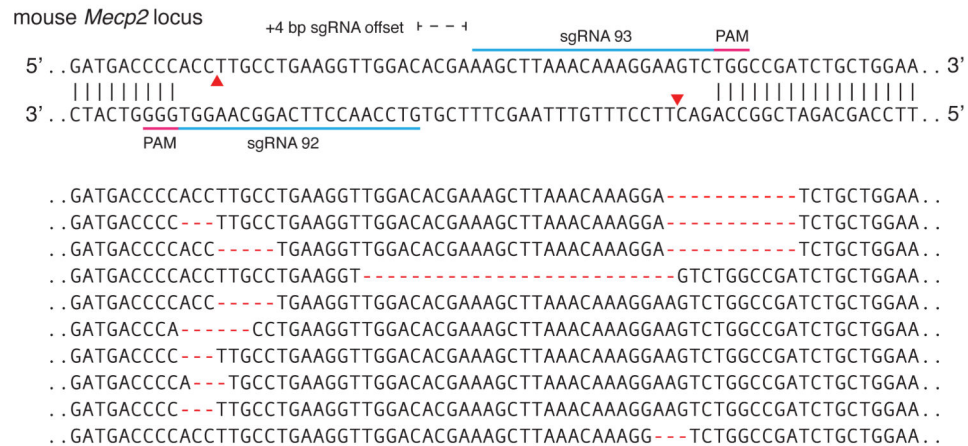 mouse Mecp2 locus
+4 bp sgRNA offset
sgRNA 93 PAM
5' ..GATGACCCCACCTTGCCTGAAGGTTGGACACGAAAGCTTAAACAAAGGAAGTCTGGCCGATCTGCTGGAA.. 3'
3' ..CTACTGGGGTGGAACGGACTTCCAACCTGTGCTTTCGAATTTGTTTCCTTCAGACCGGCTAGACGACCTT.. 5'
PAM sgRNA 92
..GATGACCCCACCTTGCCTGAAGGTTGGACACGAAAGCTTAAACAAAGGA-----------TCTGCTGGAA..
..GATGACCCC---TTGCCTGAAGGTTGGACACGAAAGCTTAAACAAAGGA-----------TCTGCTGGAA..
..GATGACCCCACC-----TGAAGGTTGGACACGAAAGCTTAAACAAAGGA-----------TCTGCTGGAA..
..GATGACCCCACCTTGCCTGAAGGT--------------------------GTCTGGCCGATCTGCTGGAA..
..GATGACCCCACC-----TGAAGGTTGGACACGAAAGCTTAAACAAAGGAAGTCTGGCCGATCTGCTGGAA..
..GATGACCCA------CCTGAAGGTTGGACACGAAAGCTTAAACAAAGGAAGTCTGGCCGATCTGCTGGAA..
..GATGACCCC---TTGCCTGAAGGTTGGACACGAAAGCTTAAACAAAGGAAGTCTGGCCGATCTGCTGGAA..
..GATGACCCCA---TGCCTGAAGGTTGGACACGAAAGCTTAAACAAAGGAAGTCTGGCCGATCTGCTGGAA..
..GATGACCCC---TTGCCTGAAGGTTGGACACGAAAGCTTAAACAAAGGAAGTCTGGCCGATCTGCTGGAA..
..GATGACCCCACCTTGCCTGAAGGTTGGACACGAAAGCTTAAACAAAGG---TCTGGCCGATCTGCTGGAA..